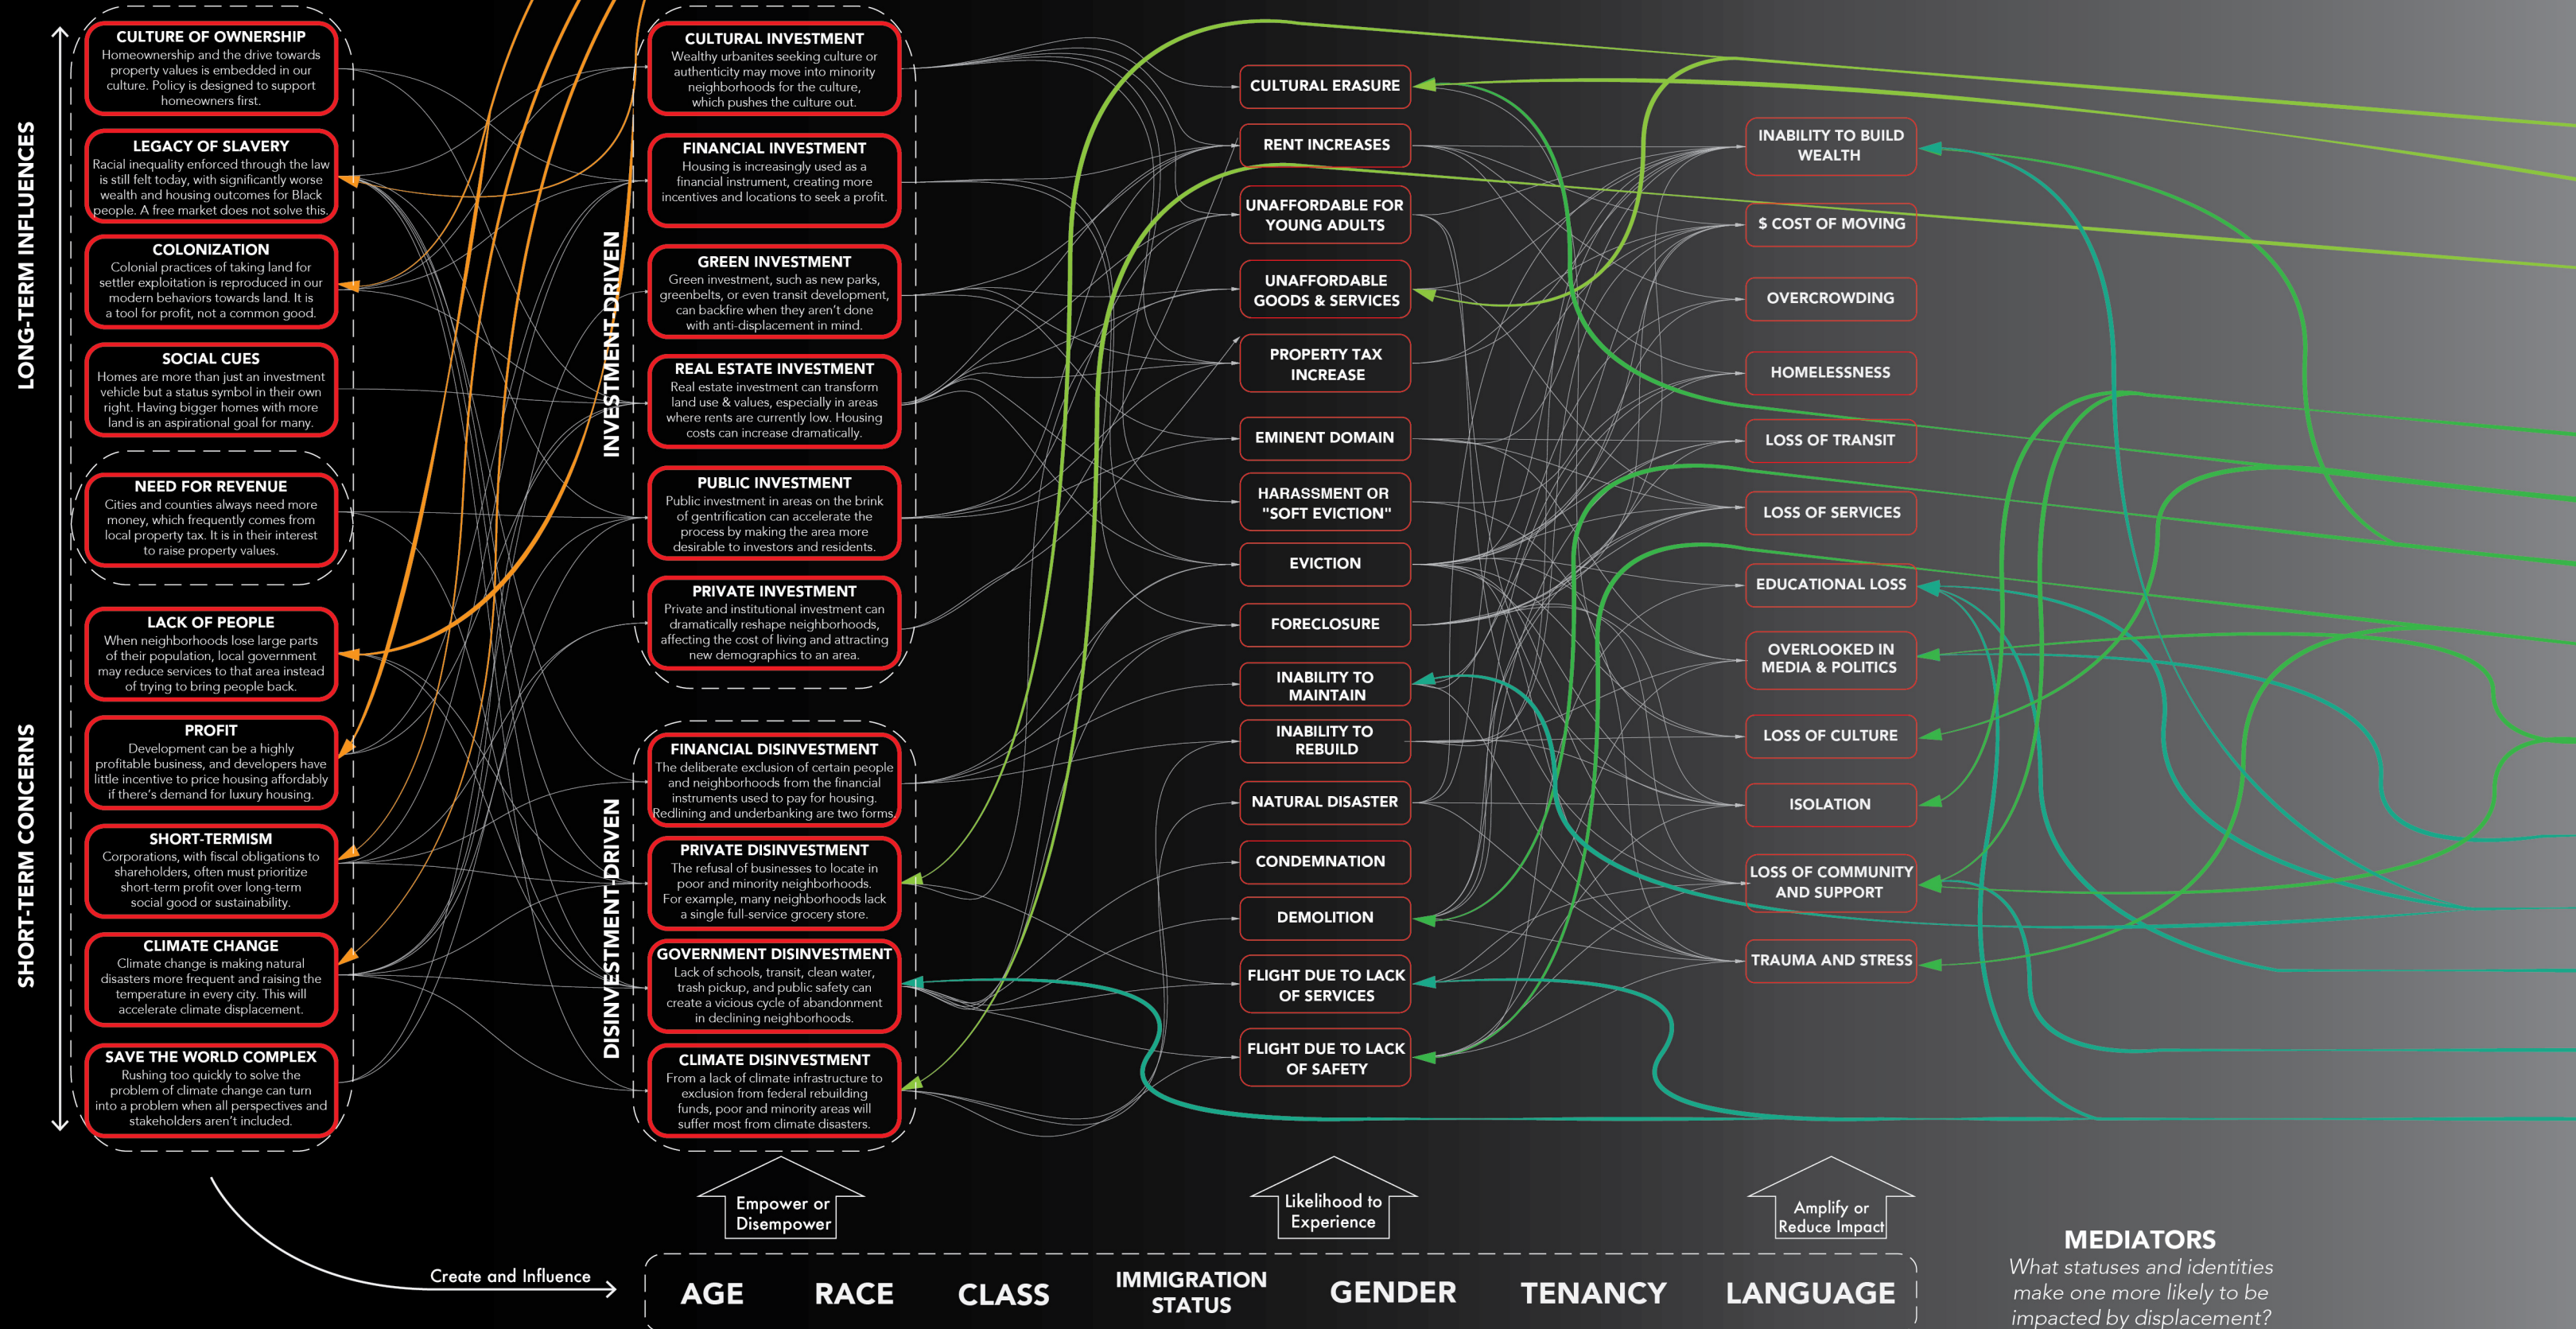 LONG-TERM INFLUENCES
SHORT-TERM CONCERNS
CULTURE OF OWNERSHIP
Homeownership and the drive towards
property values is embedded in our
culture. Policy is designed to support
homeowners first.
LEGACY OF SLAVERY
Racial inequality enforced through the law
is still felt today, with significantly worse
wealth and housing outcomes for Black
people. A free market does not solve this.
COLONIZATION
Colonial practices of taking land for
settler exploitation is reproduced in our
modern behaviors towards land. It is
a tool for profit, not a common good.
SOCIAL CUES
Homes are more than just an investment
vehicle but a status symbol in their own
right. Having bigger homes with more
land is an aspirational goal for many.
NEED FOR REVENUE
Cities and counties always need more
money, which frequently comes from
local property tax. It is in their interest
to raise property values.
LACK OF PEOPLE
When neighborhoods lose large parts
of their population, local government
may reduce services to that area instead
of trying to bring people back.
PROFIT
Development can be a highly
profitable business, and developers have
little incentive to price housing affordably
if there's demand for luxury housing.
SHORT-TERMISM
Corporations, with fiscal obligations to
shareholders, often must prioritize
short-term profit over long-term
social good or sustainability.
CLIMATE CHANGE
Climate change is making natural
disasters more frequent and raising the
temperature in every city. This will
accelerate climate displacement.
SAVE THE WORLD COMPLEX
Rushing too quickly to solve the
problem of climate change can turn
into a problem when all perspectives and
stakeholders aren't included.
INVESTMENT-DRIVEN
DISINVESTMENT-DRIVEN
CULTURAL INVESTMENT
Wealthy urbanites seeking culture or
authenticity may move into minority
neighborhoods for the culture,
which pushes the culture out.
FINANCIAL INVESTMENT
Housing is increasingly used as a
financial instrument, creating more
incentives and locations to seek a profit.
GREEN INVESTMENT
Green investment, such as new parks,
greenbelts, or even transit development,
can backfire when they aren't done
with anti-displacement in mind.
REAL ESTATE INVESTMENT
Real estate investment can transform
land use & values, especially in areas
where rents are currently low. Housing
costs can increase dramatically.
PUBLIC INVESTMENT
Public investment in areas on the brink
of gentrification can accelerate the
process by making the area more
desirable to investors and residents.
PRIVATE INVESTMENT
Private and institutional investment can
dramatically reshape neighborhoods,
affecting the cost of living and attracting
new demographics to an area.
FINANCIAL DISINVESTMENT
The deliberate exclusion of certain people
and neighborhoods from the financial
instruments used to pay for housing.
Redlining and underbanking are two forms
PRIVATE DISINVESTMENT
The refusal of businesses to locate in
poor and minority neighborhoods.
For example, many neighborhoods lack
a single full-service grocery store.
GOVERNMENT DISINVESTMENT
Lack of schools, transit, clean water,
trash pickup, and public safety can
create a vicious cycle of abandonment
in declining neighborhoods.
CLIMATE DISINVESTMENT
From a lack of climate infrastructure to
exclusion from federal rebuilding
funds, poor and minority areas will
suffer most from climate disasters.
CULTURAL ERASURE
RENT INCREASES
UNAFFORDABLE FOR
YOUNG ADULTS
UNAFFORDABLE
GOODS & SERVICES
PROPERTY TAX
INCREASE
EMINENT DOMAIN
HARASSMENT OR
"SOFT EVICTION"
EVICTION
FORECLOSURE
INABILITY TO
MAINTAIN
INABILITY TO
REBUILD
NATURAL DISASTER
CONDEMNATION
DEMOLITION
FLIGHT DUE TO LACK
OF SERVICES
FLIGHT DUE TO LACK
OF SAFETY
INABILITY TO BUILD
WEALTH
$ COST OF MOVING
OVERCROWDING
HOMELESSNESS
LOSS OF TRANSIT
LOSS OF SERVICES
EDUCATIONAL LOSS
OVERLOOKED IN
MEDIA & POLITICS
LOSS OF CULTURE
ISOLATION
LOSS OF COMMUNITY
AND SUPPORT
TRAUMA AND STRESS
Empower or
Disempower
Likelihood to
Experience
Amplify or
Reduce Impact
Create and Influence
AGE
RACE
CLASS
IMMIGRATION
STATUS
GENDER
TENANCY
LANGUAGE
MEDIATORS
What statuses and identities
make one more likely to be
impacted by displacement?